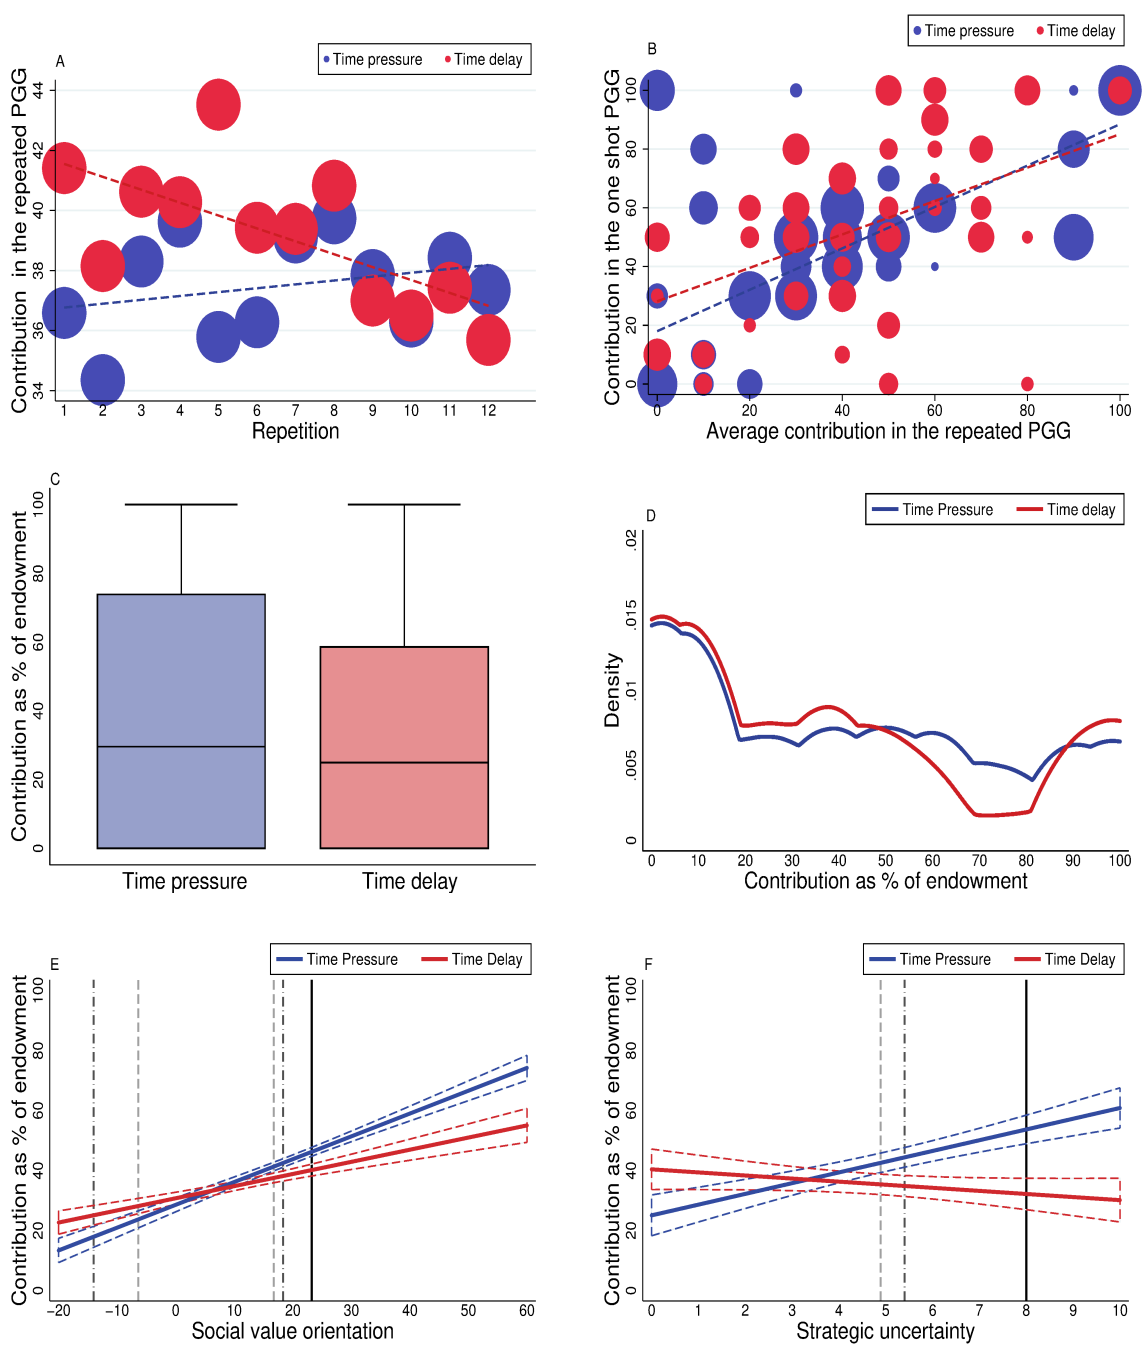 Time pressure Time delay
A
Contribution in the repeated PGG
44
42
40
38
36
34
1 2 3 4 5 6 7 8 9 10 11 12
Repetition
Time pressure Time delay
B
Contribution in the one shot PGG
100
80
60
40
20
0
0 20 40 60 80 100
Average contribution in the repeated PGG
C
Contribution as % of endowment
100
80
60
40
20
0
Time pressure Time delay
Time Pressure Time delay
D
Density
.02
.015
.01
.005
0
0 10 20 30 40 50 60 70 80 90 100
Contribution as % of endowment
Time Pressure Time Delay
E
Contribution as % of endowment
100
80
60
40
20
0
−20 −10 0 10 20 30 40 50 60
Social value orientation
Time Pressure Time Delay
F
Contribution as % of endowment
100
80
60
40
20
0
0 1 2 3 4 5 6 7 8 9 10
Strategic uncertainty